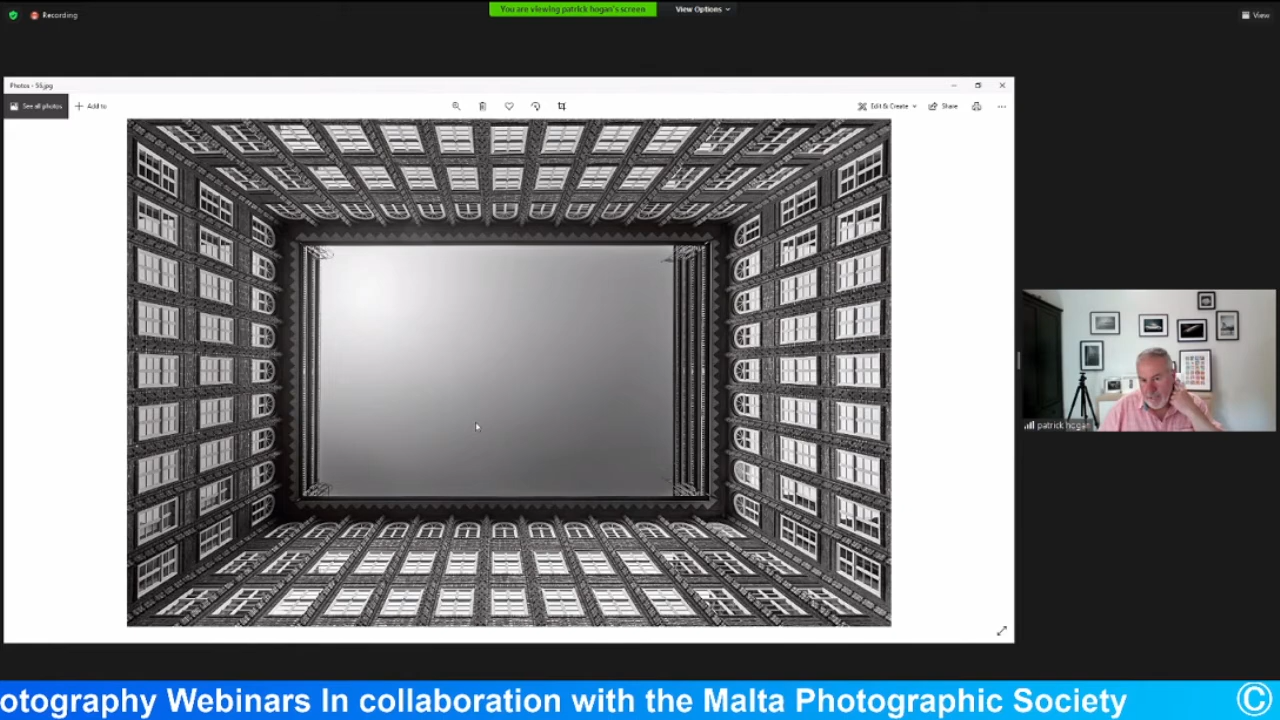 Recording
You are viewing patrick hogan's screen
View Options
View
Photos - 56.jpg
See all photos
Add to
Edit & Create
Share
patrick hogan
otography Webinars In collaboration with the Malta Photographic Society
©